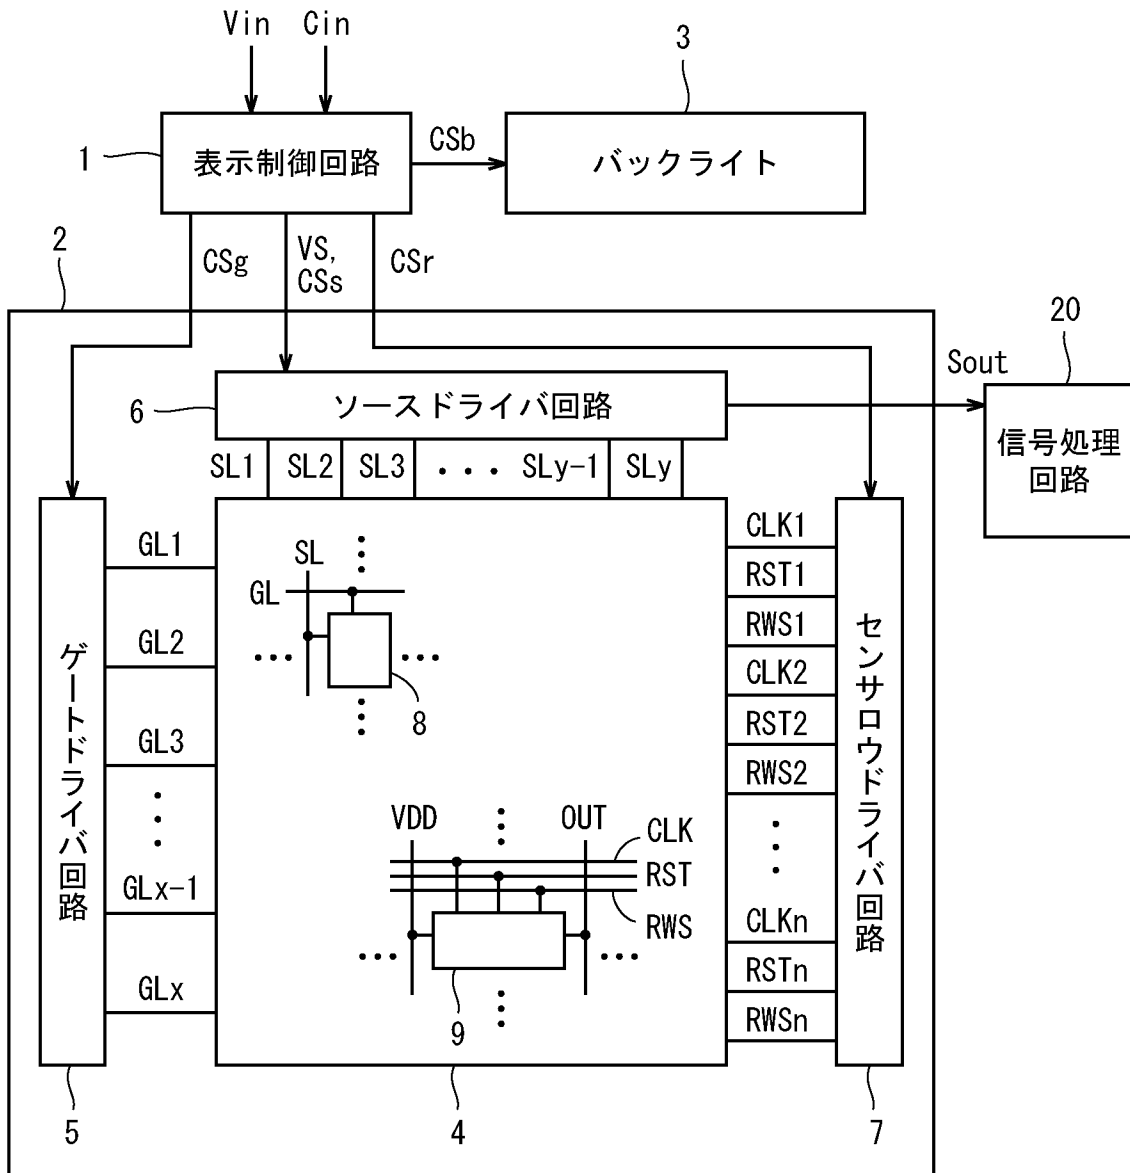 Vin Cin
3
1
表示制御回路
CSb
バックライト
2
CSg
VS,
CSs
CSr
20
Sout
6
ソースドライバ回路
信号処理
回路
SL1 SL2 SL3 ・・・ SLy-1 SLy
GL1
GL2
GL3
GLx-1
GLx
ゲートドライバ回路
SL
GL
8
VDD
OUT
CLK
RST
RWS
9
CLK1
RST1
RWS1
CLK2
RST2
RWS2
CLKn
RSTn
RWSn
センサロウドライバ回路
5
4
7